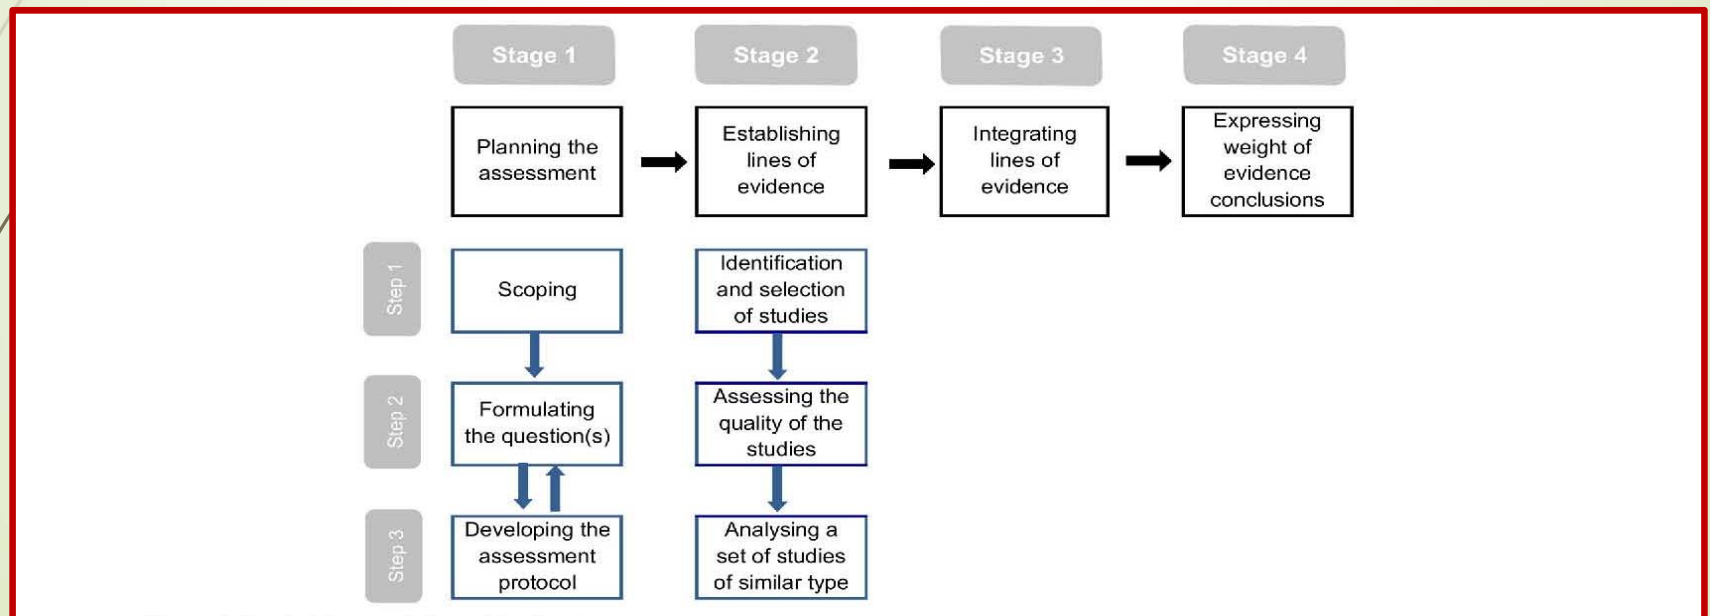 Stage 1
Stage 2
Stage 3
Stage 4
Planning the
assessment
Establishing
lines of
evidence
Integrating
lines of
evidence
Expressing
weight of
evidence
conclusions
Step 1
Scoping
Identification
and selection
of studies
Step 2
Formulating
the question(s)
Assessing the
quality of the
studies
Step 3
Developing the
assessment
protocol
Analysing a
set of studies
of similar type